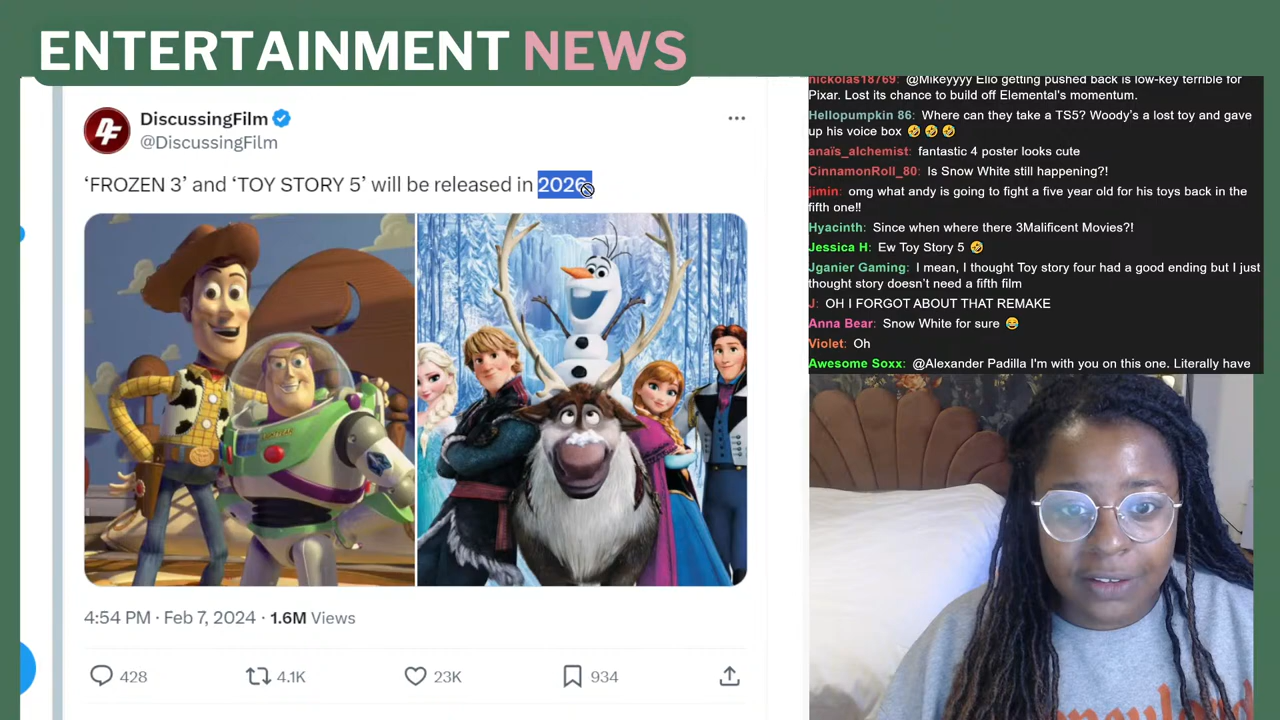 ENTERTAINMENT NEWS
DiscussingFilm
@DiscussingFilm
‘FROZEN 3’ and ‘TOY STORY 5’ will be released in 2026.
4:54 PM · Feb 7, 2024 · 1.6M Views
428
4.1K
23K
934
nickolas18769: @Mikeyyyy Elio getting pushed back is low-key terrible for
Pixar. Lost its chance to build off Elemental's momentum.
Hellopumpkin 86: Where can they take a TS5? Woody's a lost toy and gave
up his voice box 🤣 🤣 🤣
anaïs_alchemist: fantastic 4 poster looks cute
CinnamonRoll_80: Is Snow White still happening?!
jimin: omg what andy is going to fight a five year old for his toys back in the
fifth one!!
Hyacinth: Since when where there 3Malificent Movies?!
Jessica H: Ew Toy Story 5 🤣
Jganier Gaming: I mean, I thought Toy story four had a good ending but I just
thought story doesn't need a fifth film
J: OH I FORGOT ABOUT THAT REMAKE
Anna Bear: Snow White for sure 😂
Violet: Oh
Awesome Soxx: @Alexander Padilla I'm with you on this one. Literally have